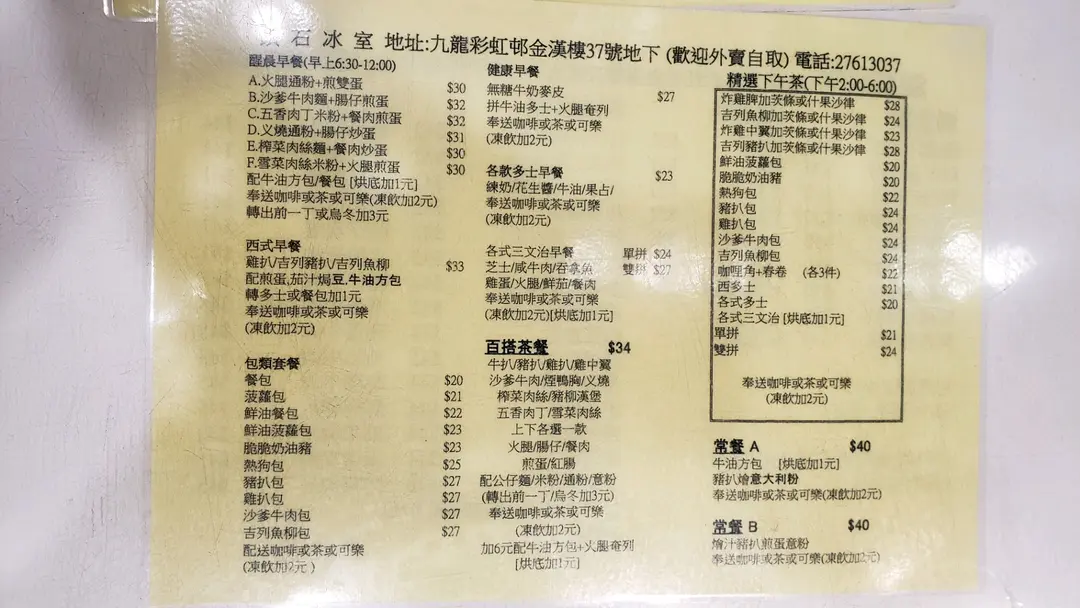 石冰室 地址:九龍彩虹邨金漢樓37號地下 (歡迎外賣自取) 電話:27613037
醒晨早餐(早上6:30-12:00)
A.火腿通粉+煎雙蛋 $30
B.沙爹牛肉麵+腸仔煎蛋 $32
C.五香肉丁米粉+餐肉煎蛋 $32
D.义燒通粉+腸仔炒蛋 $31
E.榨菜肉絲麵+餐肉炒蛋 $30
F.雪菜肉絲米粉+火腿煎蛋 $30
配牛油方包/餐包 [烘底加1元]
奉送咖啡或茶或可樂(凍飲加2元)
轉出前一丁或烏冬加3元
西式早餐
雞扒/吉列豬扒/吉列魚柳 $33
配煎蛋,茄汁焗豆,牛油方包
轉多士或餐包加1元
奉送咖啡或茶或可樂
(凍飲加2元)
包類套餐
餐包 $20
菠蘿包 $21
鮮油餐包 $22
鮮油菠蘿包 $23
脆脆奶油豬 $23
熱狗包 $25
豬扒包 $27
雞扒包 $27
沙爹牛肉包 $27
吉列魚柳包 $27
配送咖啡或茶或可樂
(凍飲加2元)
健康早餐
無糖牛奶麥皮 $27
拼牛油多士+火腿奄列
奉送咖啡或茶或可樂
(凍飲加2元)
各款多士早餐 $23
練奶/花生醬/牛油/果占/
奉送咖啡或茶或可樂
(凍飲加2元)
各式三文治早餐 單拼 $24
芝士/咸牛肉/吞拿魚 雙拼 $27
雞蛋/火腿/鮮茄/餐肉
奉送咖啡或茶或可樂
(凍飲加2元)[烘底加1元]
百搭茶餐 $34
牛扒/豬扒/雞扒/雞中翼
沙爹牛肉/煙鴨胸/义燒
榨菜肉絲/豬柳漢堡
五香肉丁/雪菜肉絲
上下各選一款
火腿/腸仔/餐肉
煎蛋/紅腸
配公仔麵/米粉/通粉/意粉
(轉出前一丁/烏冬加3元)
奉送咖啡或茶或可樂
(凍飲加2元)
加6元配牛油方包+火腿奄列
[烘底加1元]
精選下午茶(下午2:00-6:00)
炸雞脾加茨條或什果沙律 $28
吉列魚柳加茨條或什果沙律 $24
炸雞中翼加茨條或什果沙律 $23
吉列豬扒加茨條或什果沙律 $28
鮮油菠蘿包 $20
脆脆奶油豬 $20
熱狗包 $22
豬扒包 $24
雞扒包 $24
沙爹牛肉包 $24
吉列魚柳包 $24
咖哩角+春卷 (各3件) $22
西多士 $21
各式多士 $20
各式三文治 [烘底加1元]
單拼 $21
雙拼 $24
奉送咖啡或茶或可樂
(凍飲加2元)
常餐 A $40
牛油方包 [烘底加1元]
豬扒燴意大利粉
奉送咖啡或茶或可樂(凍飲加2元)
常餐 B $40
燴汁豬扒煎蛋意粉
奉送咖啡或茶或可樂(凍飲加2元)